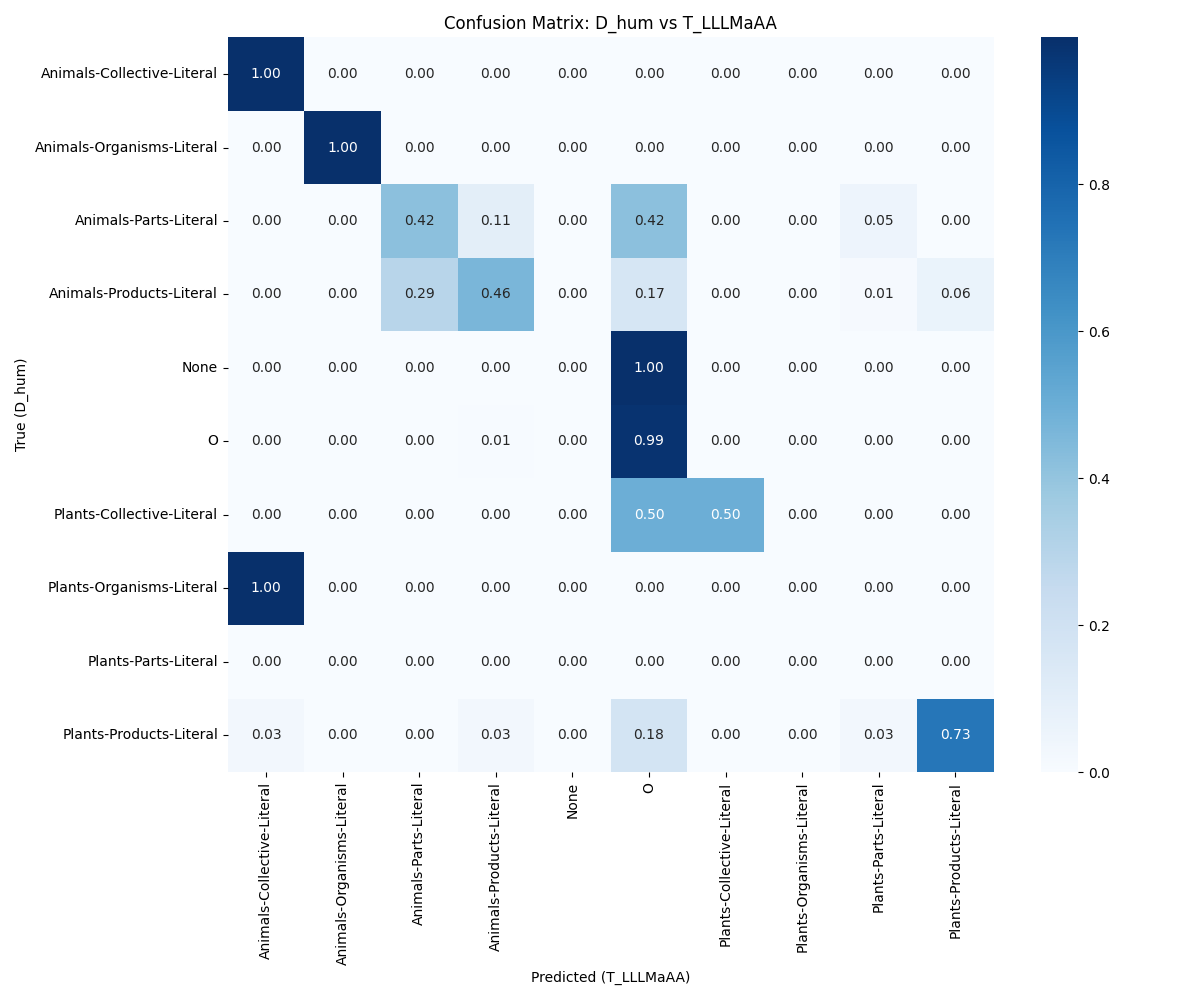 Confusion Matrix: D_hum vs T_LLLMaAA
Animals-Collective-Literal 1.00 0.00 0.00 0.00 0.00 0.00 0.00 0.00 0.00 0.00
Animals-Organisms-Literal 0.00 1.00 0.00 0.00 0.00 0.00 0.00 0.00 0.00 0.00
Animals-Parts-Literal 0.00 0.00 0.42 0.11 0.00 0.42 0.00 0.00 0.05 0.00
Animals-Products-Literal 0.00 0.00 0.29 0.46 0.00 0.17 0.00 0.00 0.01 0.06
None 0.00 0.00 0.00 0.00 0.00 1.00 0.00 0.00 0.00 0.00
O 0.00 0.00 0.00 0.01 0.00 0.99 0.00 0.00 0.00 0.00
Plants-Collective-Literal 0.00 0.00 0.00 0.00 0.00 0.50 0.50 0.00 0.00 0.00
Plants-Organisms-Literal 1.00 0.00 0.00 0.00 0.00 0.00 0.00 0.00 0.00 0.00
Plants-Parts-Literal 0.00 0.00 0.00 0.00 0.00 0.00 0.00 0.00 0.00 0.00
Plants-Products-Literal 0.03 0.00 0.00 0.03 0.00 0.18 0.00 0.00 0.03 0.73
True (D_hum)
Animals-Collective-Literal
Animals-Organisms-Literal
Animals-Parts-Literal
Animals-Products-Literal
None
O
Plants-Collective-Literal
Plants-Organisms-Literal
Plants-Parts-Literal
Plants-Products-Literal
Predicted (T_LLLMaAA)
0.8
0.6
0.4
0.2
0.0